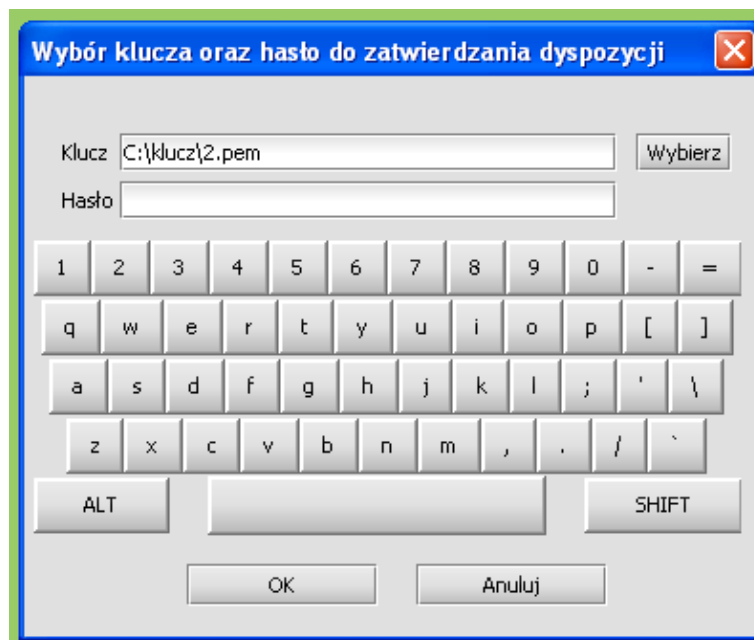 Wybór klucza oraz hasło do zatwierdzania dyspozycji
Klucz C:\klucz\2.pem Wybierz
Hasło
1 2 3 4 5 6 7 8 9 0 - =
q w e r t y u i o p [ ]
a s d f g h j k l ; ' \
z x c v b n m , . / `
ALT SHIFT
OK Anuluj